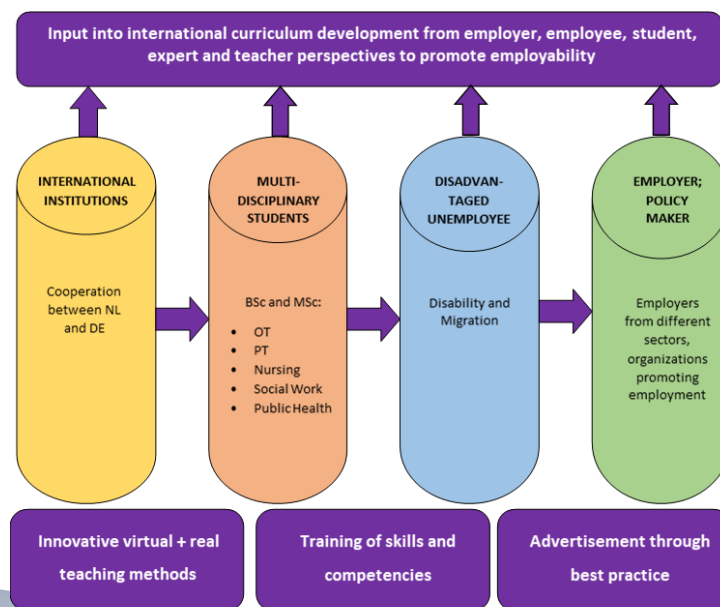 Input into international curriculum development from employer, employee, student,
expert and teacher perspectives to promote employability
INTERNATIONAL
INSTITUTIONS
Cooperation
between NL
and DE
MULTI-
DISCIPLINARY
STUDENTS
BSc and MSc:
• OT
• PT
• Nursing
• Social Work
• Public Health
DISADVAN-
TAGED
UNEMPLOYEE
Disability and
Migration
EMPLOYER;
POLICY
MAKER
Employers
from different
sectors,
organizations
promoting
employment
Innovative virtual + real
teaching methods
Training of skills and
competencies
Advertisement through
best practice